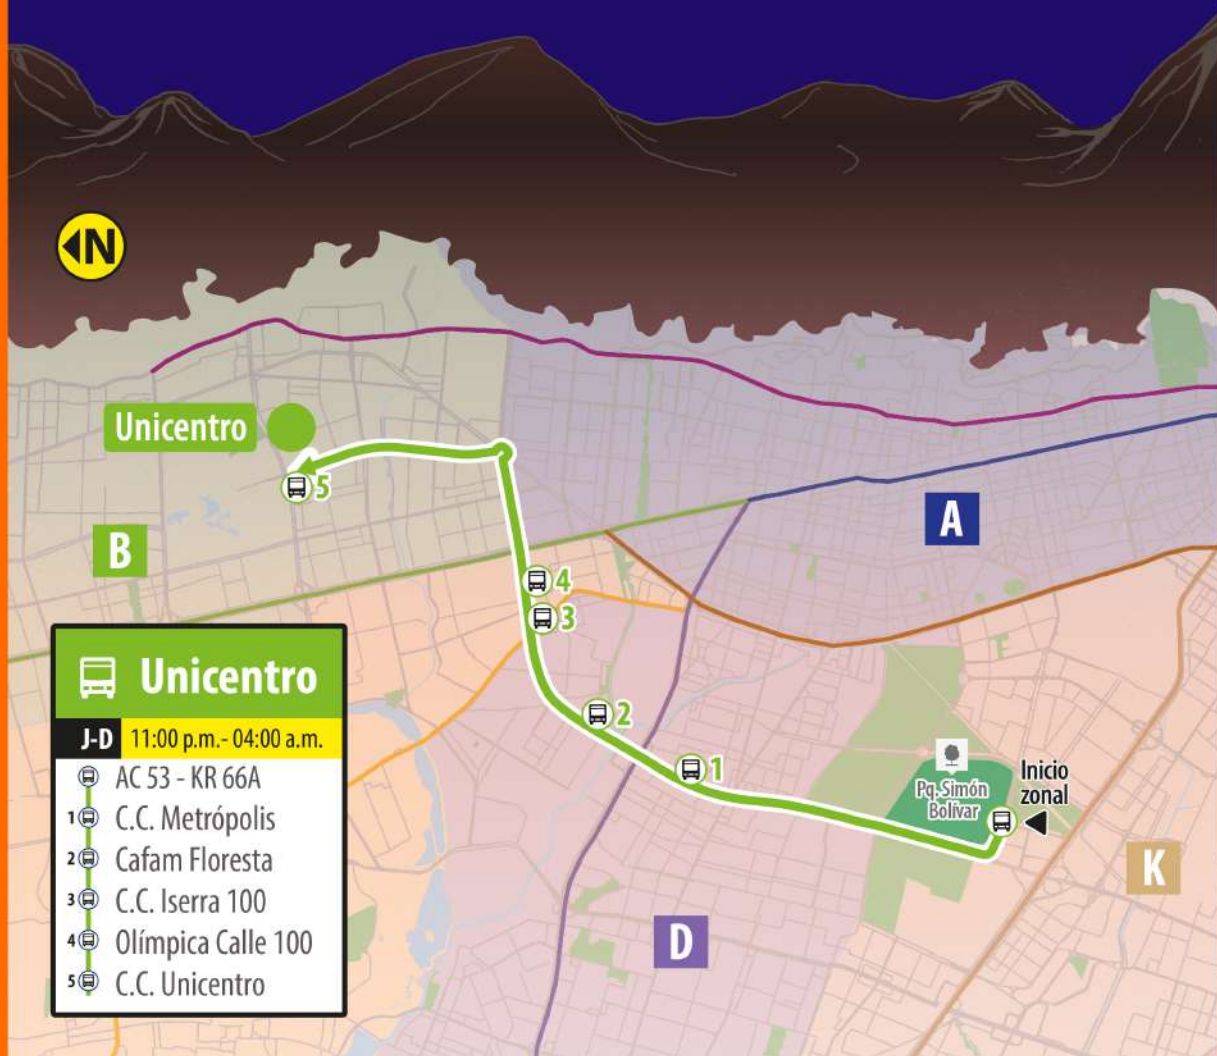 N
Unicentro
5
B
A
4
3
2
1
Pq. Simón
Bolívar
Inicio
zonal
K
D
Unicentro
J-D 11:00 p.m.- 04:00 a.m.
AC 53 - KR 66A
1 C.C. Metrópolis
2 Cafam Floresta
3 C.C. Iserra 100
4 Olímpica Calle 100
5 C.C. Unicentro